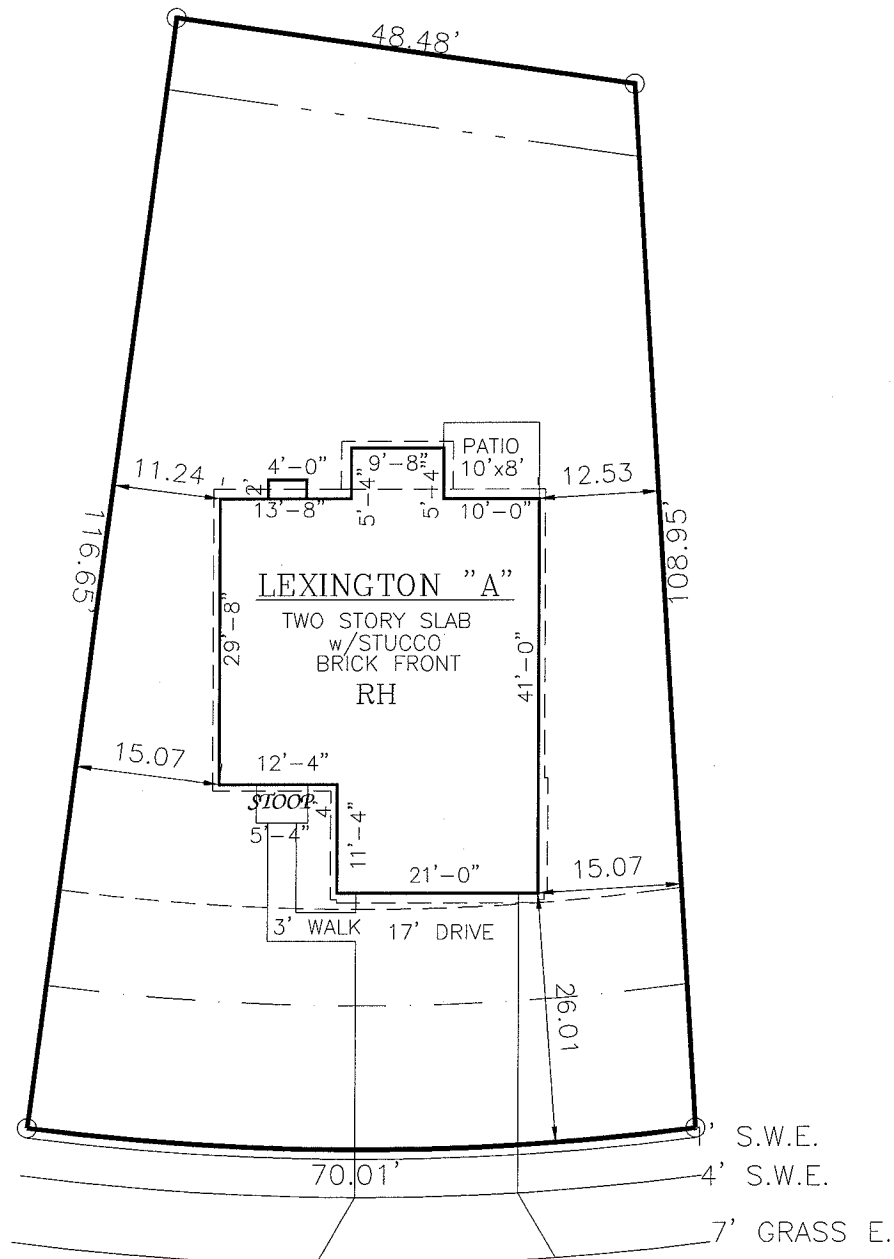 48.48'
PATIO
10'x8'
4'-0"
9'-8"
2'
13'-8"
5'-4"
5'-4
10'-0"
11.24
12.53
116.65'
108.95'
LEXINGTON "A"
TWO STORY SLAB
w/STUCCO
BRICK FRONT
RH
29'-8"
41'-0"
15.07
12'-4"
STOOP
4
5'-4"
11'-4"
21'-0"
15.07
3' WALK
17' DRIVE
26.01
1' S.W.E.
70.01'
4' S.W.E.
7' GRASS E.